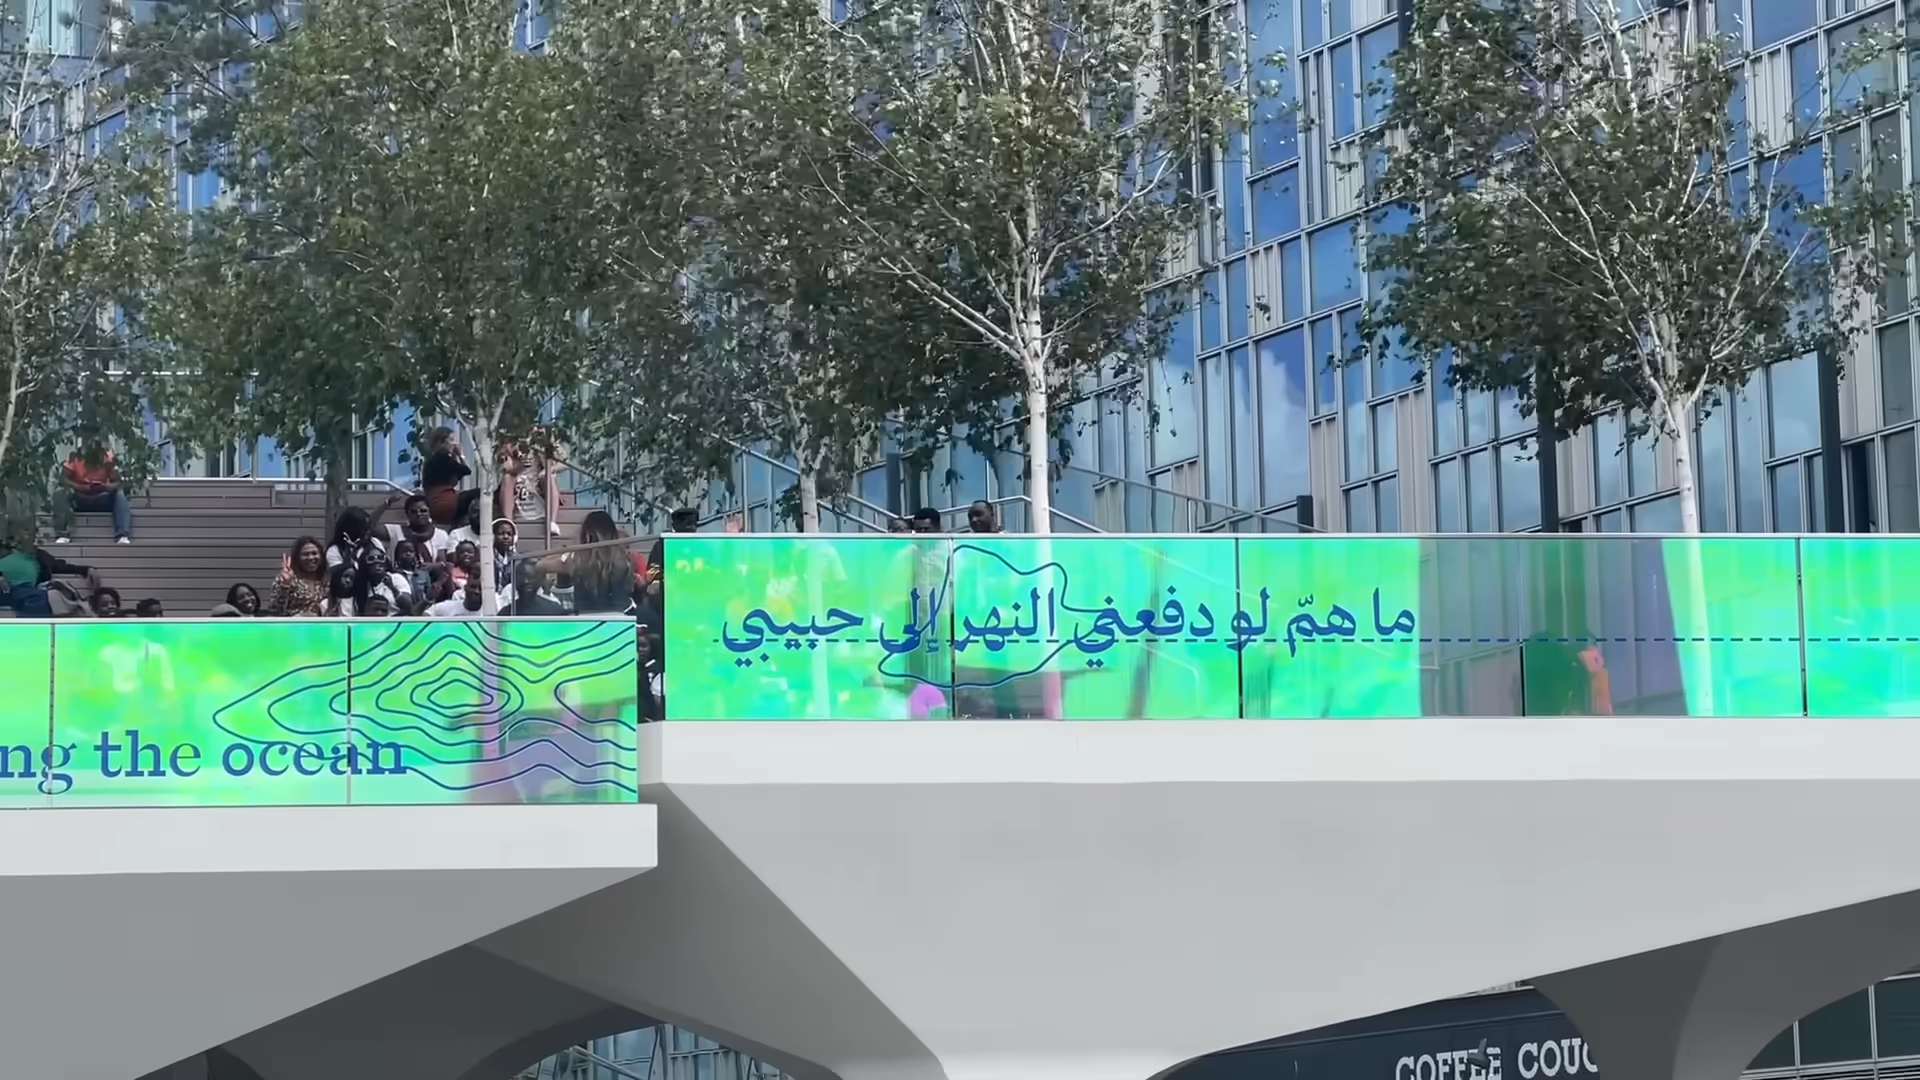 ما همّ لو دفعني النهر إلى حبيبي
ng the ocean
COFFEE COU